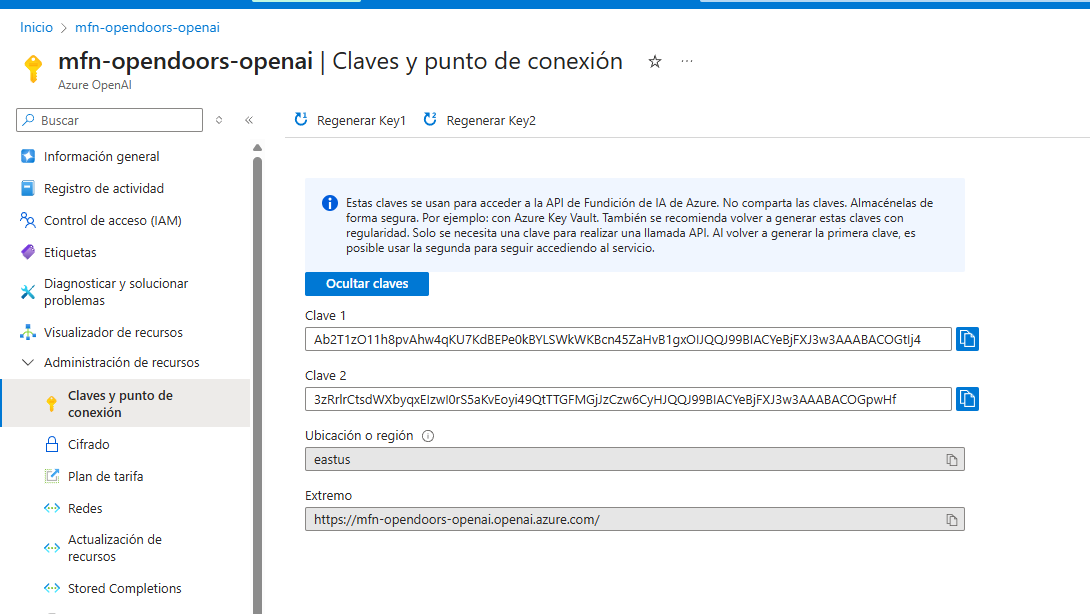 Inicio > mfn-opendoors-openai
mfn-opendoors-openai | Claves y punto de conexión
Azure OpenAI
Buscar
Regenerar Key1
Regenerar Key2
Información general
Registro de actividad
Control de acceso (IAM)
Etiquetas
Diagnosticar y solucionar
problemas
Visualizador de recursos
Administración de recursos
Claves y punto de
conexión
Cifrado
Plan de tarifa
Redes
Actualización de
recursos
Stored Completions
Estas claves se usan para acceder a la API de Fundición de IA de Azure. No comparta las claves. Almacénelas de
forma segura. Por ejemplo: con Azure Key Vault. También se recomienda volver a generar estas claves con
regularidad. Solo se necesita una clave para realizar una llamada API. Al volver a generar la primera clave, es
posible usar la segunda para seguir accediendo al servicio.
Ocultar claves
Clave 1
Clave 2
Ubicación o región
eastus
Extremo
https://mfn-opendoors-openai.openai.azure.com/